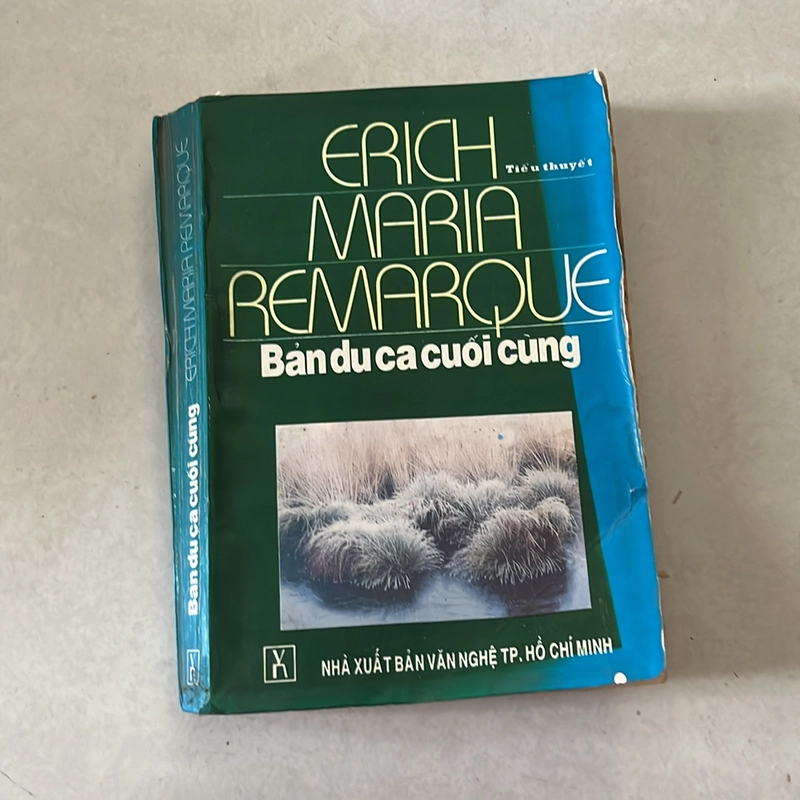 ERICH
Tiểu thuyết
MARIA
REMARQUE
Bản du ca cuối cùng
VN
NHÀ XUẤT BẢN VĂN NGHỆ TP. HỒ CHÍ MINH
Bản du ca cuối cùng ERICH MARIA REMARQUE